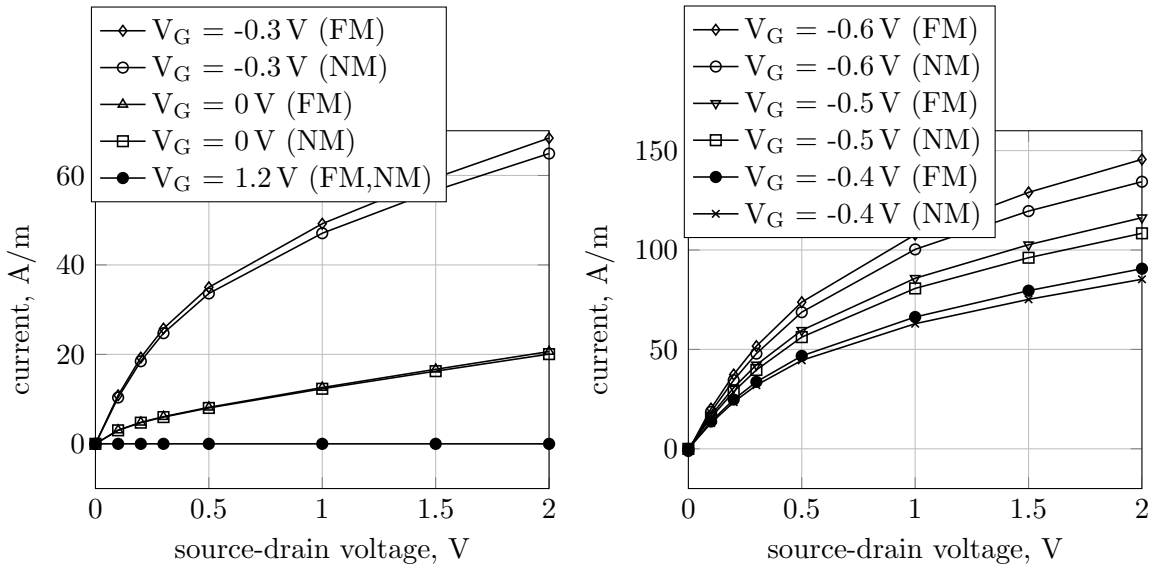 V_G = -0.3 V (FM)
V_G = -0.3 V (NM)
V_G = 0 V (FM)
V_G = 0 V (NM)
V_G = 1.2 V (FM,NM)
60
40
20
0
0 0.5 1 1.5 2
source-drain voltage, V
current, A/m
V_G = -0.6 V (FM)
V_G = -0.6 V (NM)
V_G = -0.5 V (FM)
V_G = -0.5 V (NM)
V_G = -0.4 V (FM)
V_G = -0.4 V (NM)
150
100
50
0
0 0.5 1 1.5 2
source-drain voltage, V
current, A/m